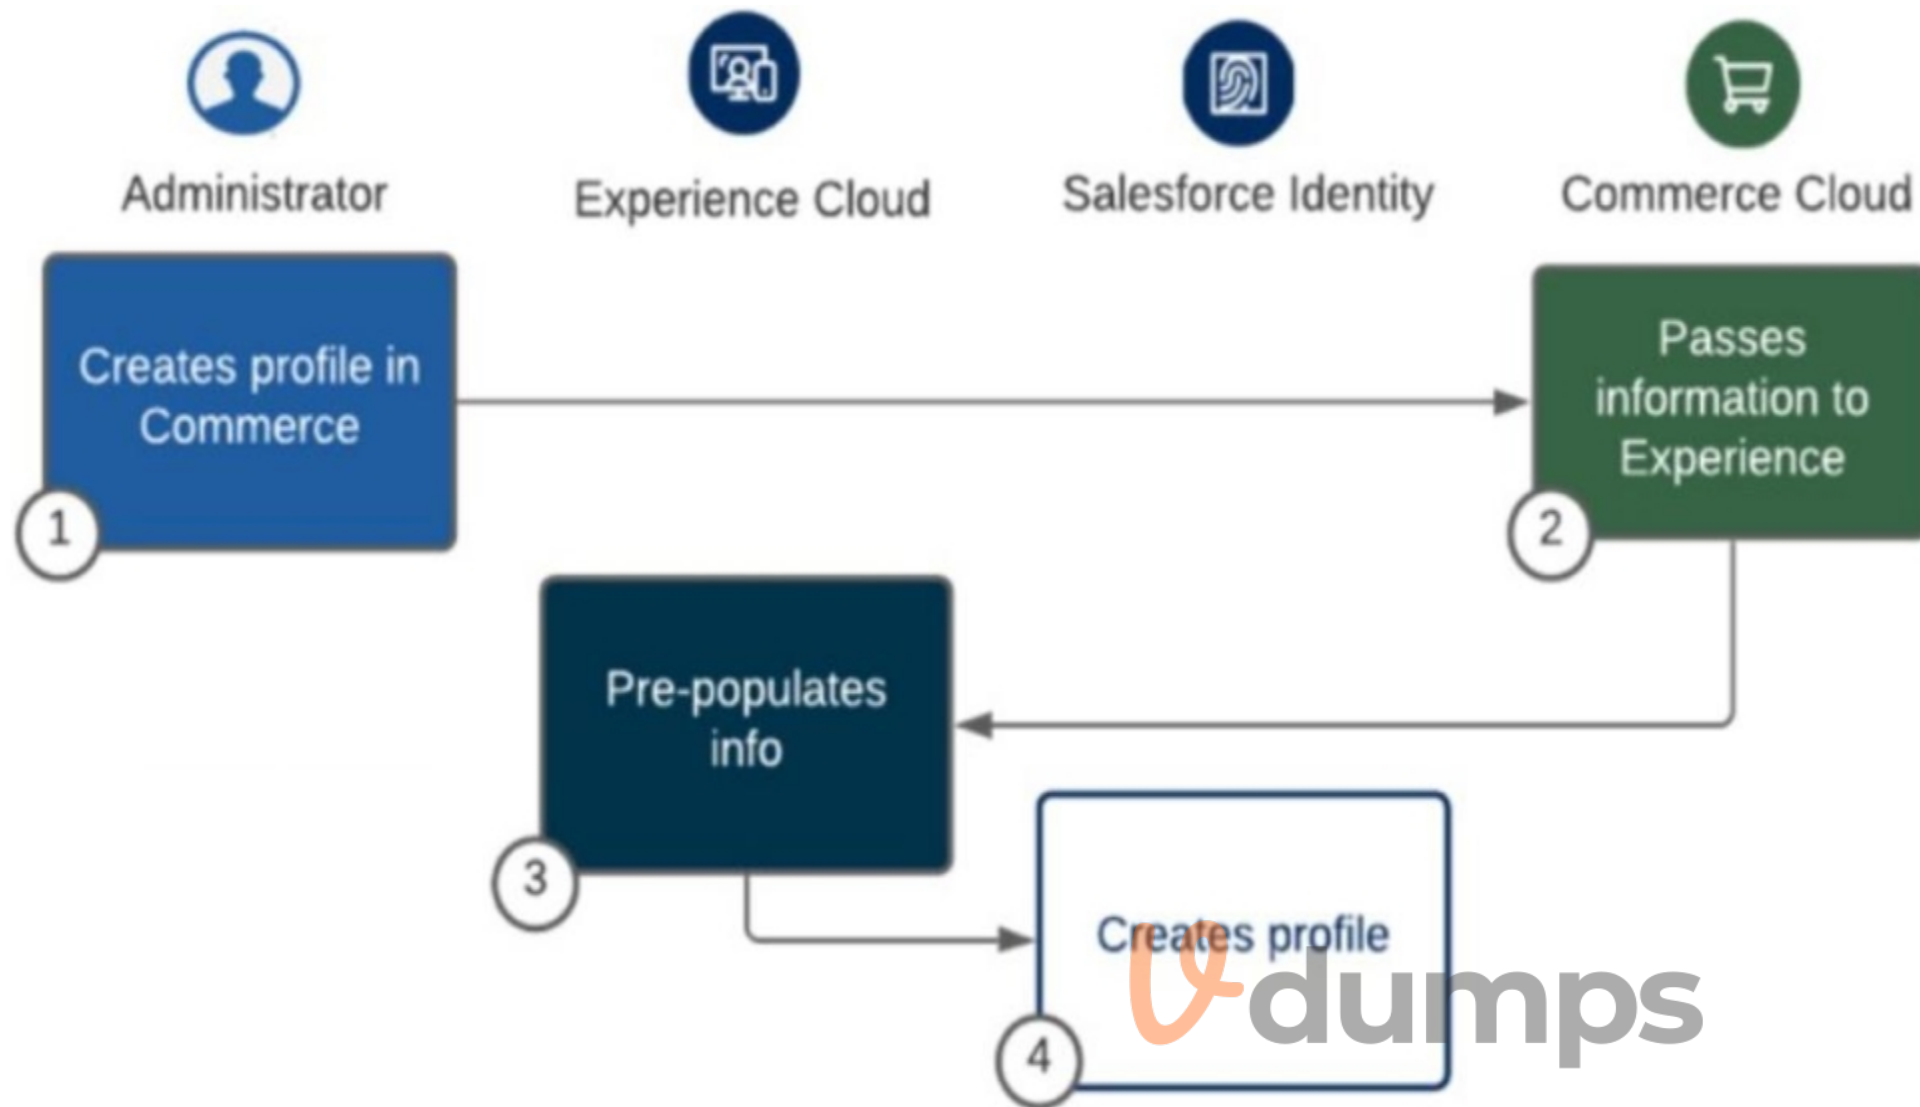 Administrator
Experience Cloud
Salesforce Identity
Commerce Cloud
Creates profile in
Commerce
1
Passes
information to
Experience
2
Pre-populates
info
3
Creates profile
4
dumps